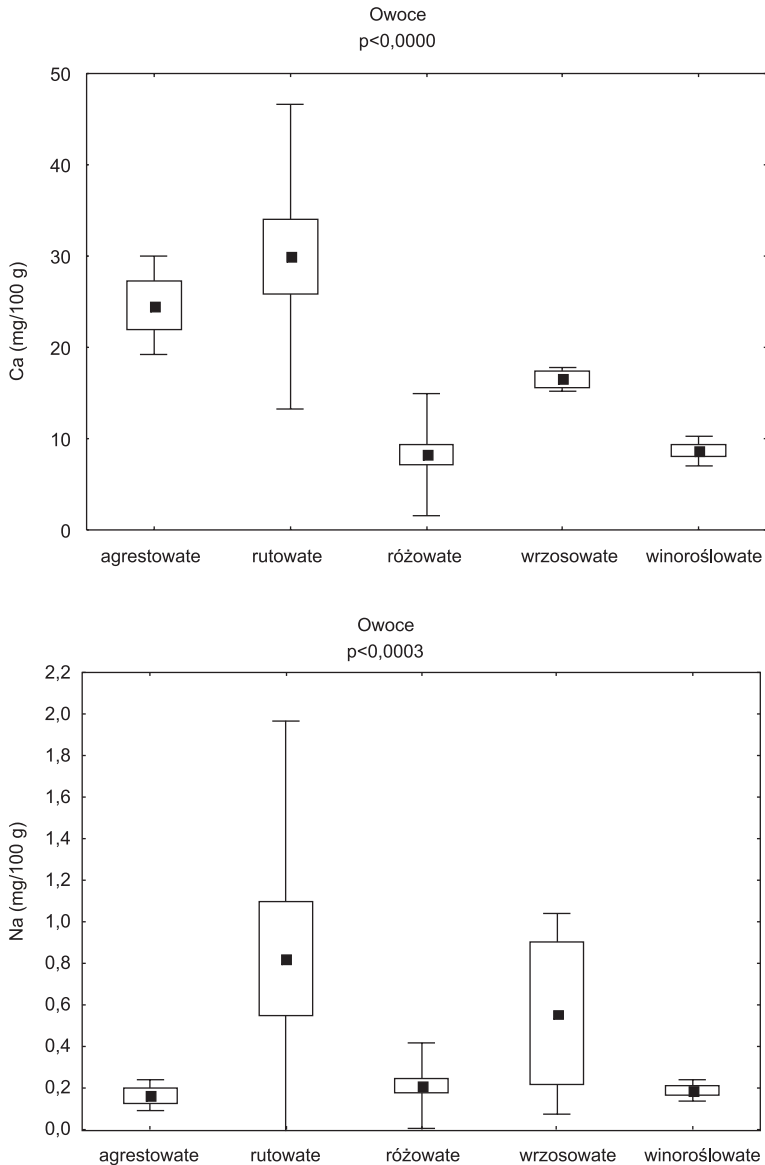 Owoce
p<0,0000
50
40
30
20
10
0
Ca (mg/100 g)
agrestowate rutowate różowate wrzosowate winoroślowate
Owoce
p<0,0003
2,2
2,0
1,8
1,6
1,4
1,2
1,0
0,8
0,6
0,4
0,2
0,0
Na (mg/100 g)
agrestowate rutowate różowate wrzosowate winoroślowate